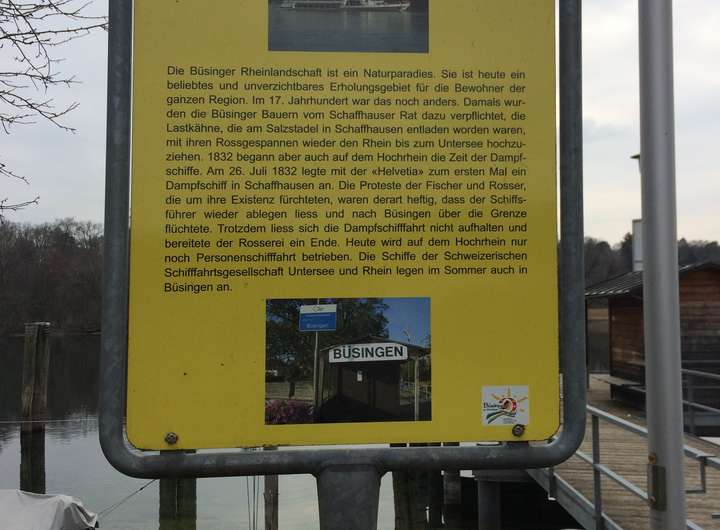 Die Büsinger Rheinlandschaft ist ein Naturparadies. Sie ist heute ein
beliebtes und unverzichtbares Erholungsgebiet für die Bewohner der
ganzen Region. Im 17. Jahrhundert war das noch anders. Damals wur-
den die Büsinger Bauern vom Schaffhauser Rat dazu verpflichtet, die
Lastkähne, die am Salzstadel in Schaffhausen entladen worden waren,
mit ihren Rossgespannen wieder den Rhein bis zum Untersee hochzu-
ziehen. 1832 begann aber auch auf dem Hochrhein die Zeit der Dampf-
schiffe. Am 26. Juli 1832 legte mit der «Helvetia» zum ersten Mal ein
Dampfschiff in Schaffhausen an. Die Proteste der Fischer und Rosser,
die um ihre Existenz fürchteten, waren derart heftig, dass der Schiffs-
führer wieder ablegen liess und nach Büsingen über die Grenze
flüchtete. Trotzdem liess sich die Dampfschifffahrt nicht aufhalten und
bereitete der Rosserei ein Ende. Heute wird auf dem Hochrhein nur
noch Personenschifffahrt betrieben. Die Schiffe der Schweizerischen
Schifffahrtsgesellschaft Untersee und Rhein legen im Sommer auch in
Büsingen an.
Büsingen
BÜSINGEN
Büsingen